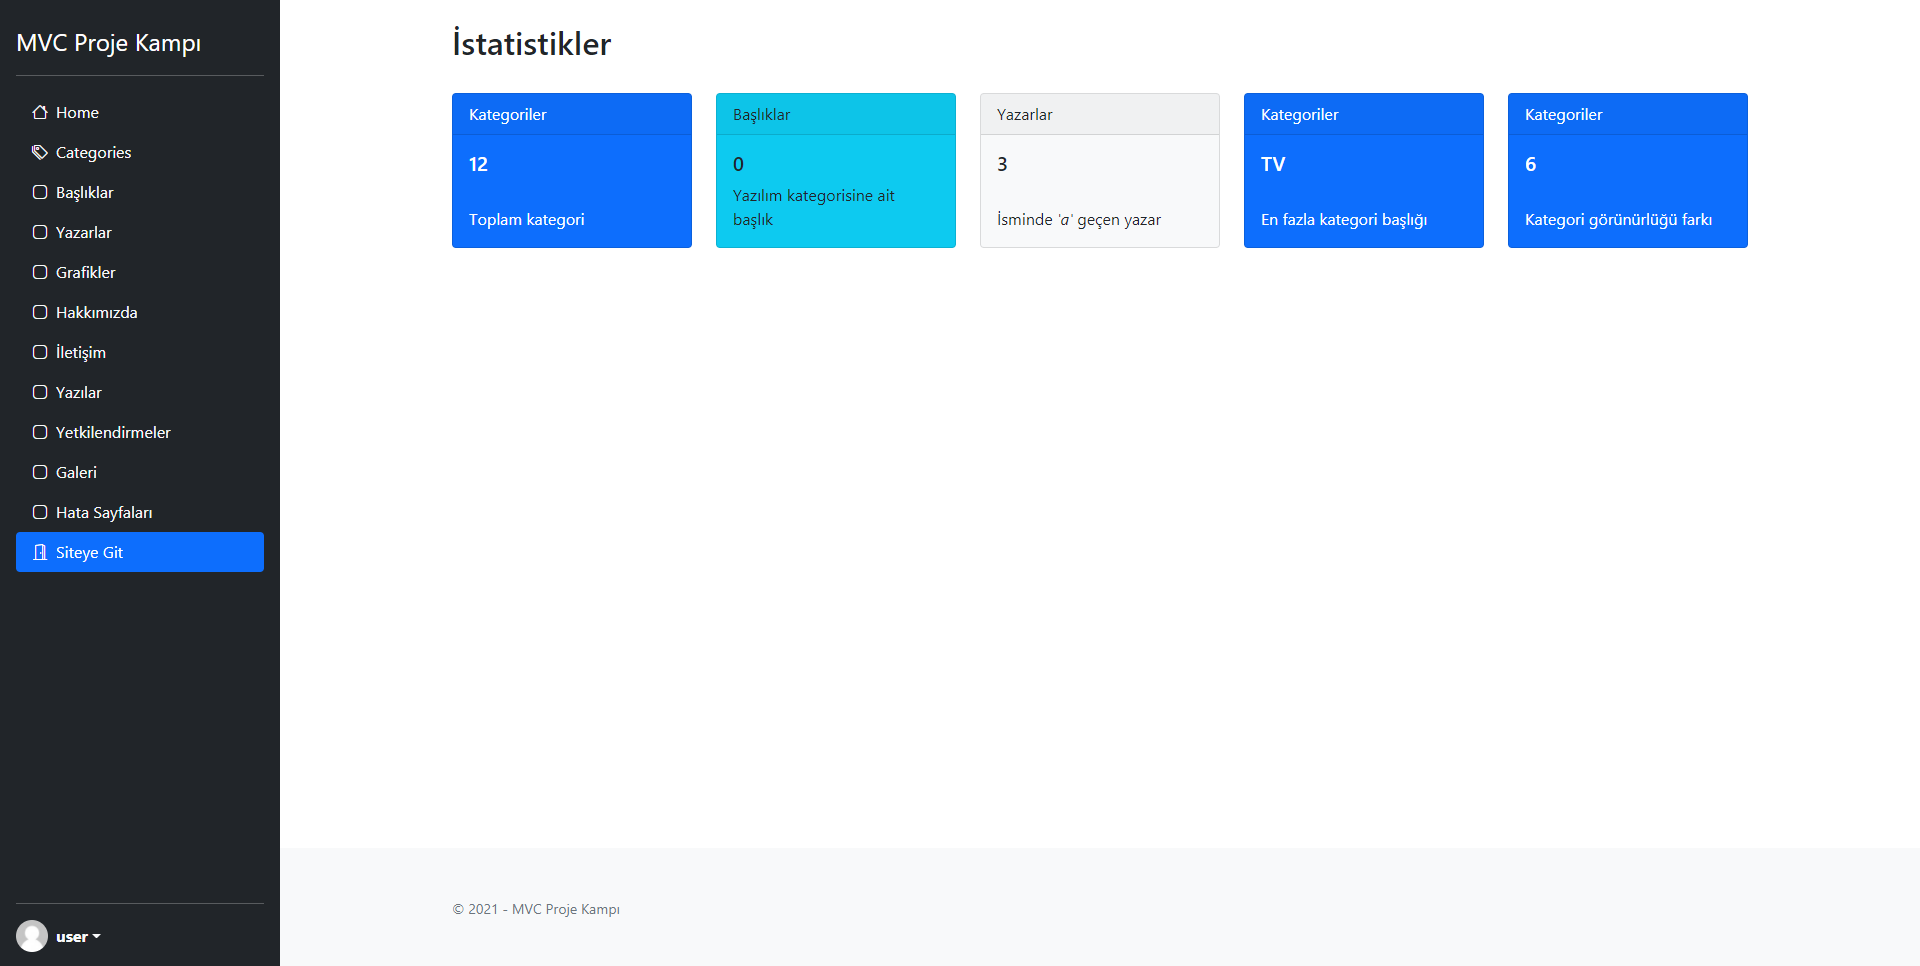 MVC Proje Kampı
Home
Categories
Başlıklar
Yazarlar
Grafikler
Hakkımızda
İletişim
Yazılar
Yetkilendirmeler
Galeri
Hata Sayfaları
Siteye Git
user
İstatistikler
Kategoriler
12
Toplam kategori
Başlıklar
0
Yazılım kategorisine ait
başlık
Yazarlar
3
İsminde 'a' geçen yazar
Kategoriler
TV
En fazla kategori başlığı
Kategoriler
6
Kategori görünürlüğü farkı
© 2021 - MVC Proje Kampı